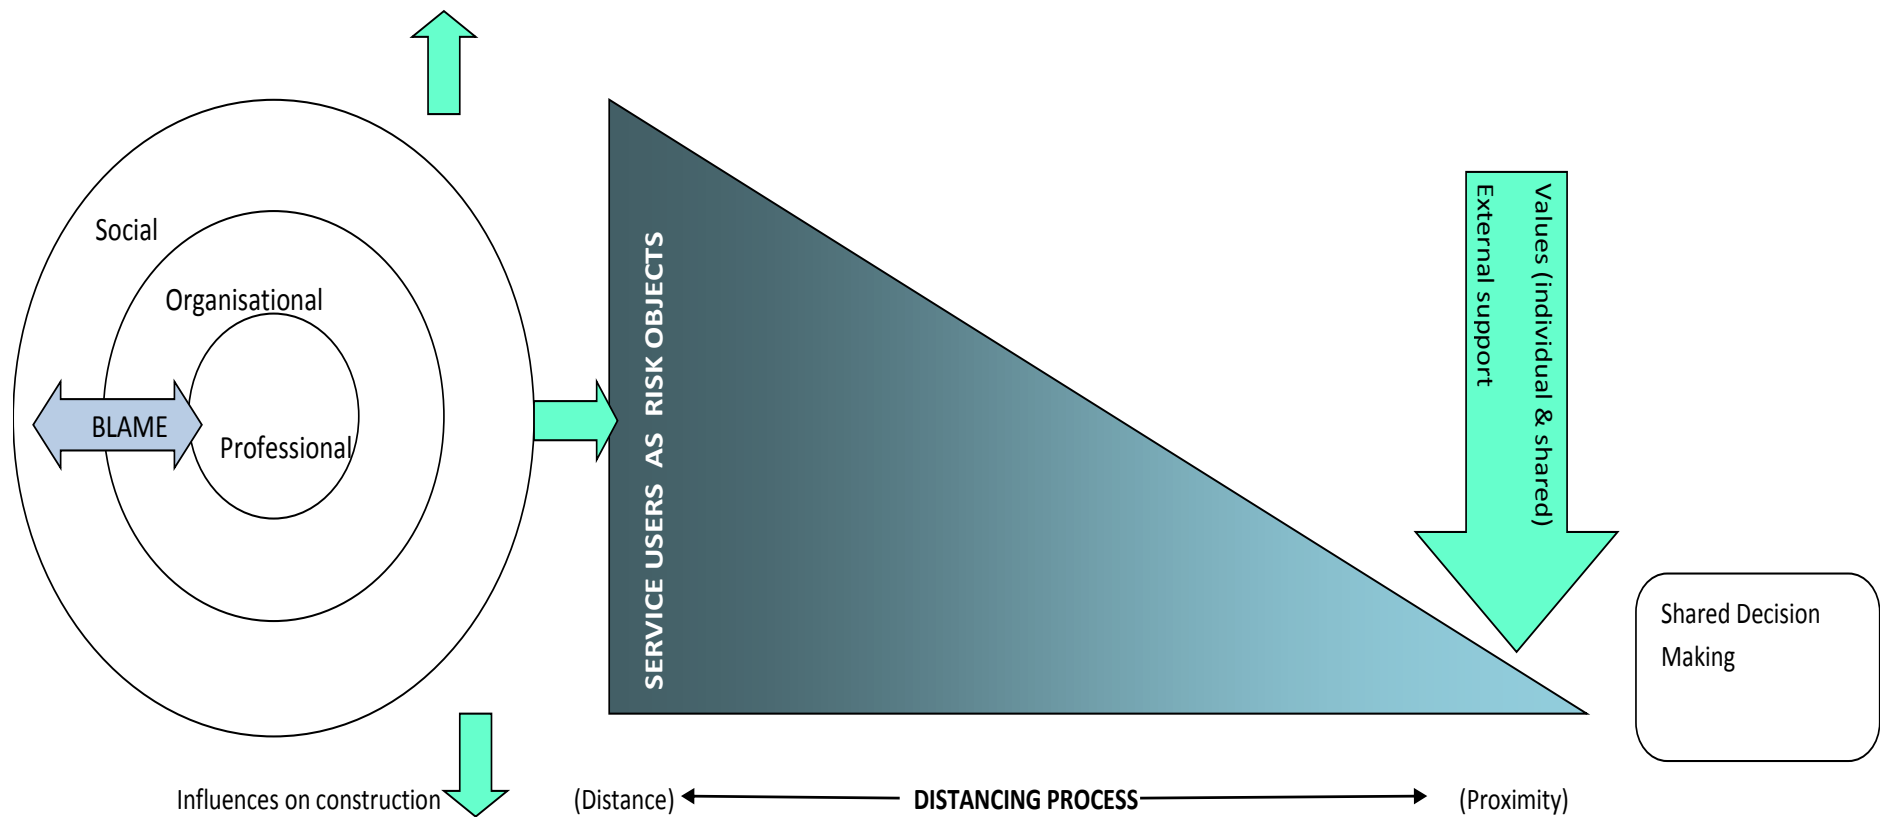 Social
Organisational
BLAME
Professional
SERVICE USERS AS RISK OBJECTS
Values (individual & shared)
External support
Shared Decision
Making
Influences on construction
(Distance)
DISTANCING PROCESS
(Proximity)